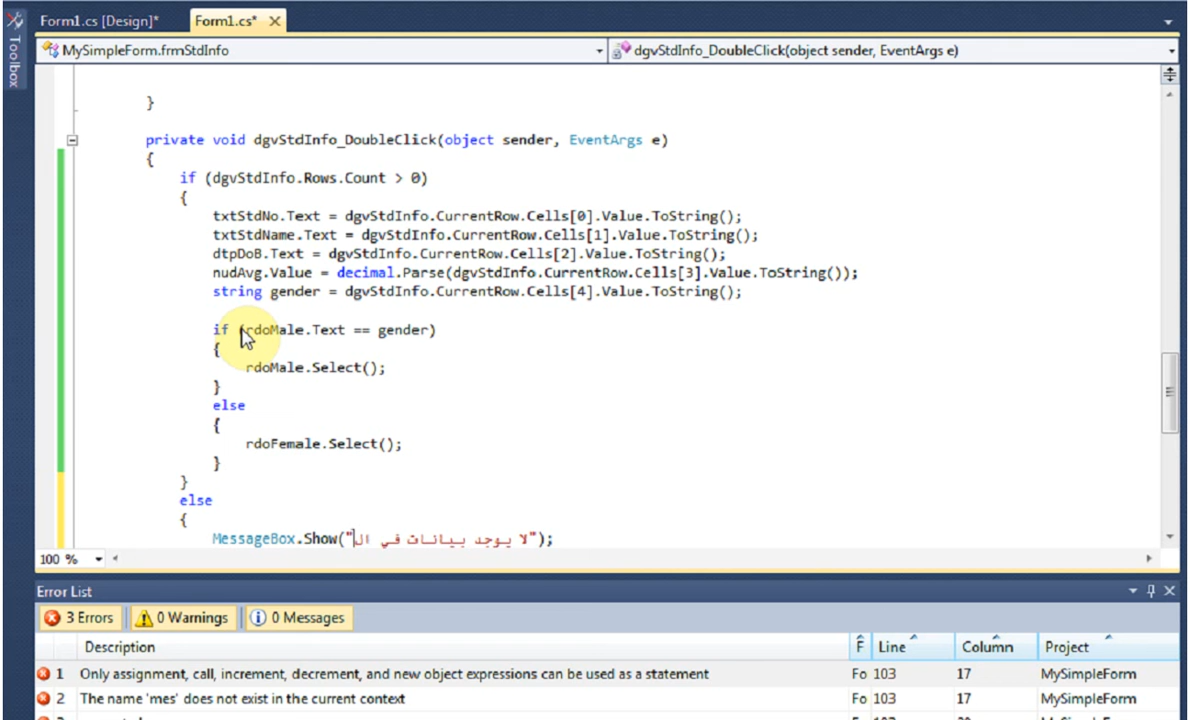 Form1.cs [Design]*
Form1.cs*
Toolbox
MySimpleForm.frmStdInfo
dgvStdInfo_DoubleClick(object sender, EventArgs e)
}
private void dgvStdInfo_DoubleClick(object sender, EventArgs e)
{
if (dgvStdInfo.Rows.Count > 0)
{
txtStdNo.Text = dgvStdInfo.CurrentRow.Cells[0].Value.ToString();
txtStdName.Text = dgvStdInfo.CurrentRow.Cells[1].Value.ToString();
dtpDoB.Text = dgvStdInfo.CurrentRow.Cells[2].Value.ToString();
nudAvg.Value = decimal.Parse(dgvStdInfo.CurrentRow.Cells[3].Value.ToString());
string gender = dgvStdInfo.CurrentRow.Cells[4].Value.ToString();
if (rdoMale.Text == gender)
{
rdoMale.Select();
}
else
{
rdoFemale.Select();
}
}
else
{
MessageBox.Show("لا يوجد بيانات في ال");
100 %
Error List
3 Errors
0 Warnings
0 Messages
Description F Line Column Project
1 Only assignment, call, increment, decrement, and new object expressions can be used as a statement Fo 103 17 MySimpleForm
2 The name 'mes' does not exist in the current context Fo 103 17 MySimpleForm